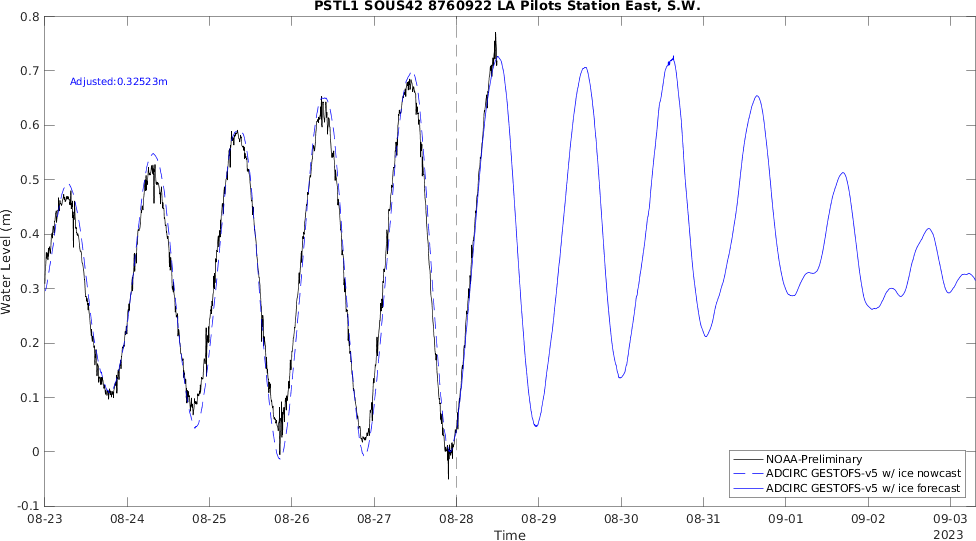 PSTL1 SOUS42 8760922 LA Pilots Station East, S.W.
0.8
0.7
0.6
0.5
0.4
0.3
0.2
0.1
0
-0.1
Water Level (m)
Adjusted:0.32523m
NOAA-Preliminary
ADCIRC GESTOFS-v5 w/ ice nowcast
ADCIRC GESTOFS-v5 w/ ice forecast
08-23 08-24 08-25 08-26 08-27 08-28 08-29 08-30 08-31 09-01 09-02 09-03
2023
Time